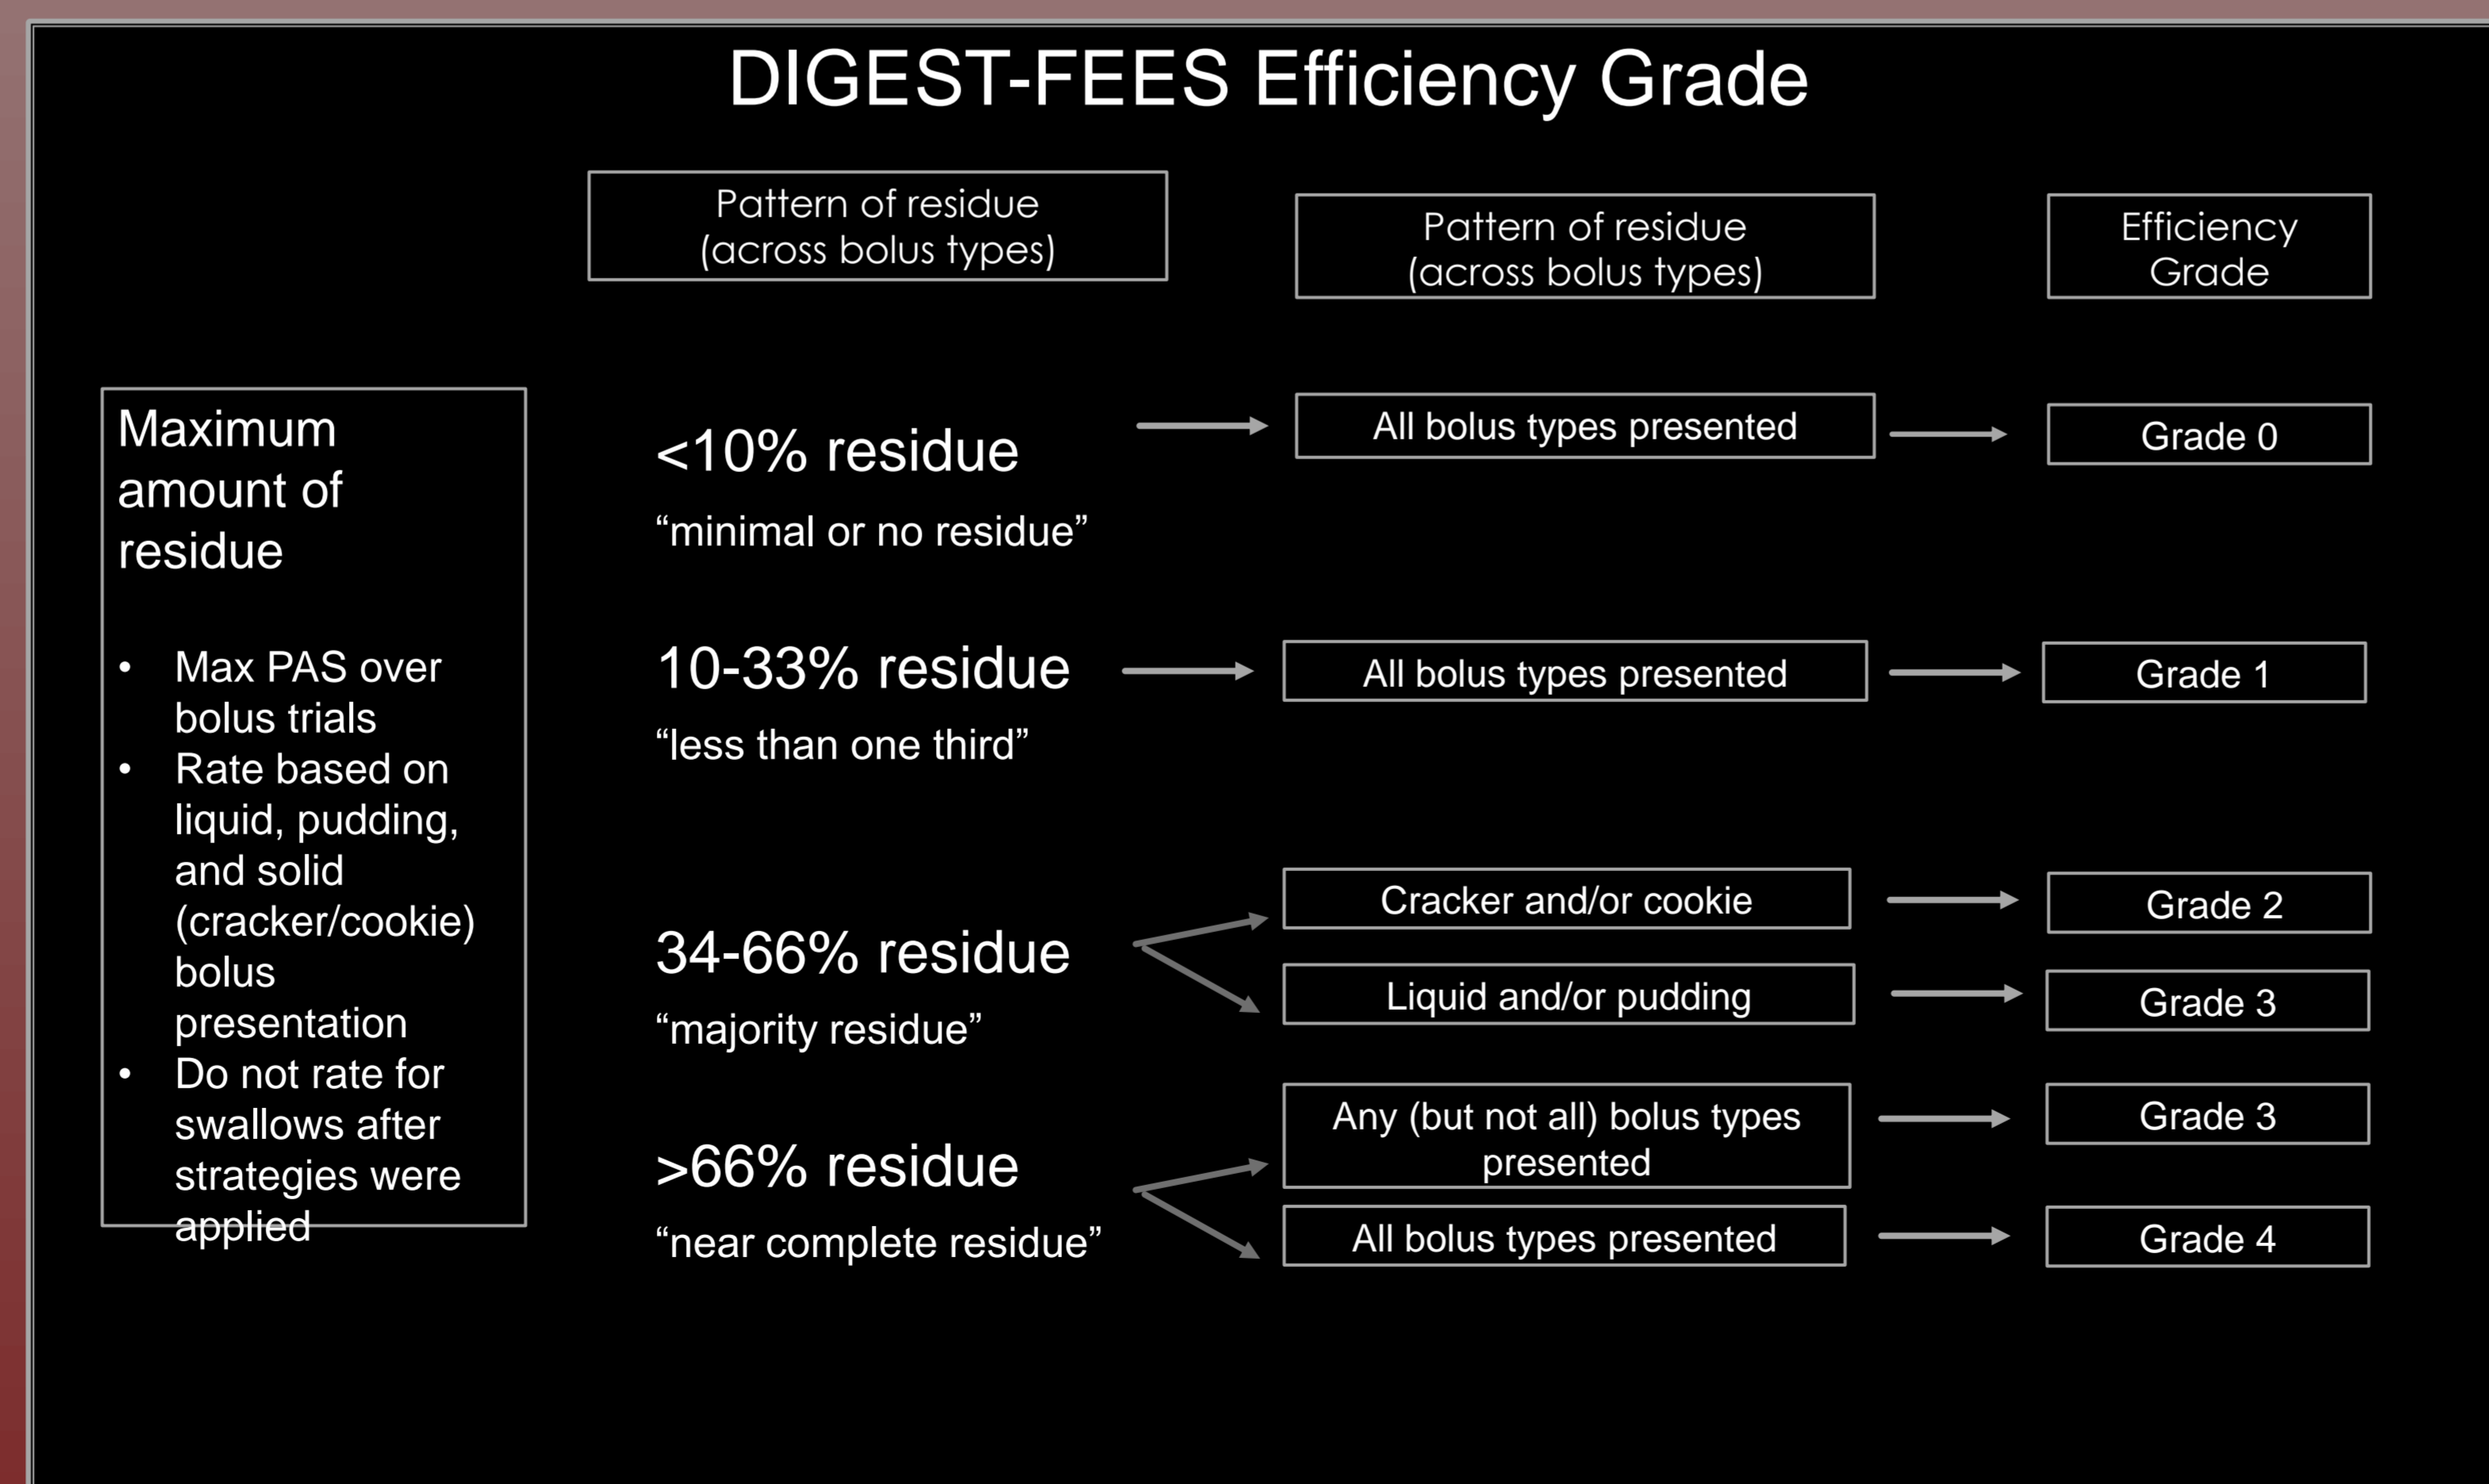 DIGEST-FEES Efficiency Grade
Pattern of residue
(across bolus types)
Pattern of residue
(across bolus types)
Efficiency
Grade
Maximum
amount of
residue
• Max PAS over
bolus trials
• Rate based on
liquid, pudding,
and solid
(cracker/cookie)
bolus
presentation
• Do not rate for
swallows after
strategies were
applied
<10% residue
“minimal or no residue”
All bolus types presented
Grade 0
10-33% residue
“less than one third”
All bolus types presented
Grade 1
34-66% residue
“majority residue”
Cracker and/or cookie
Grade 2
Liquid and/or pudding
Grade 3
>66% residue
“near complete residue”
Any (but not all) bolus types
presented
Grade 3
All bolus types presented
Grade 4